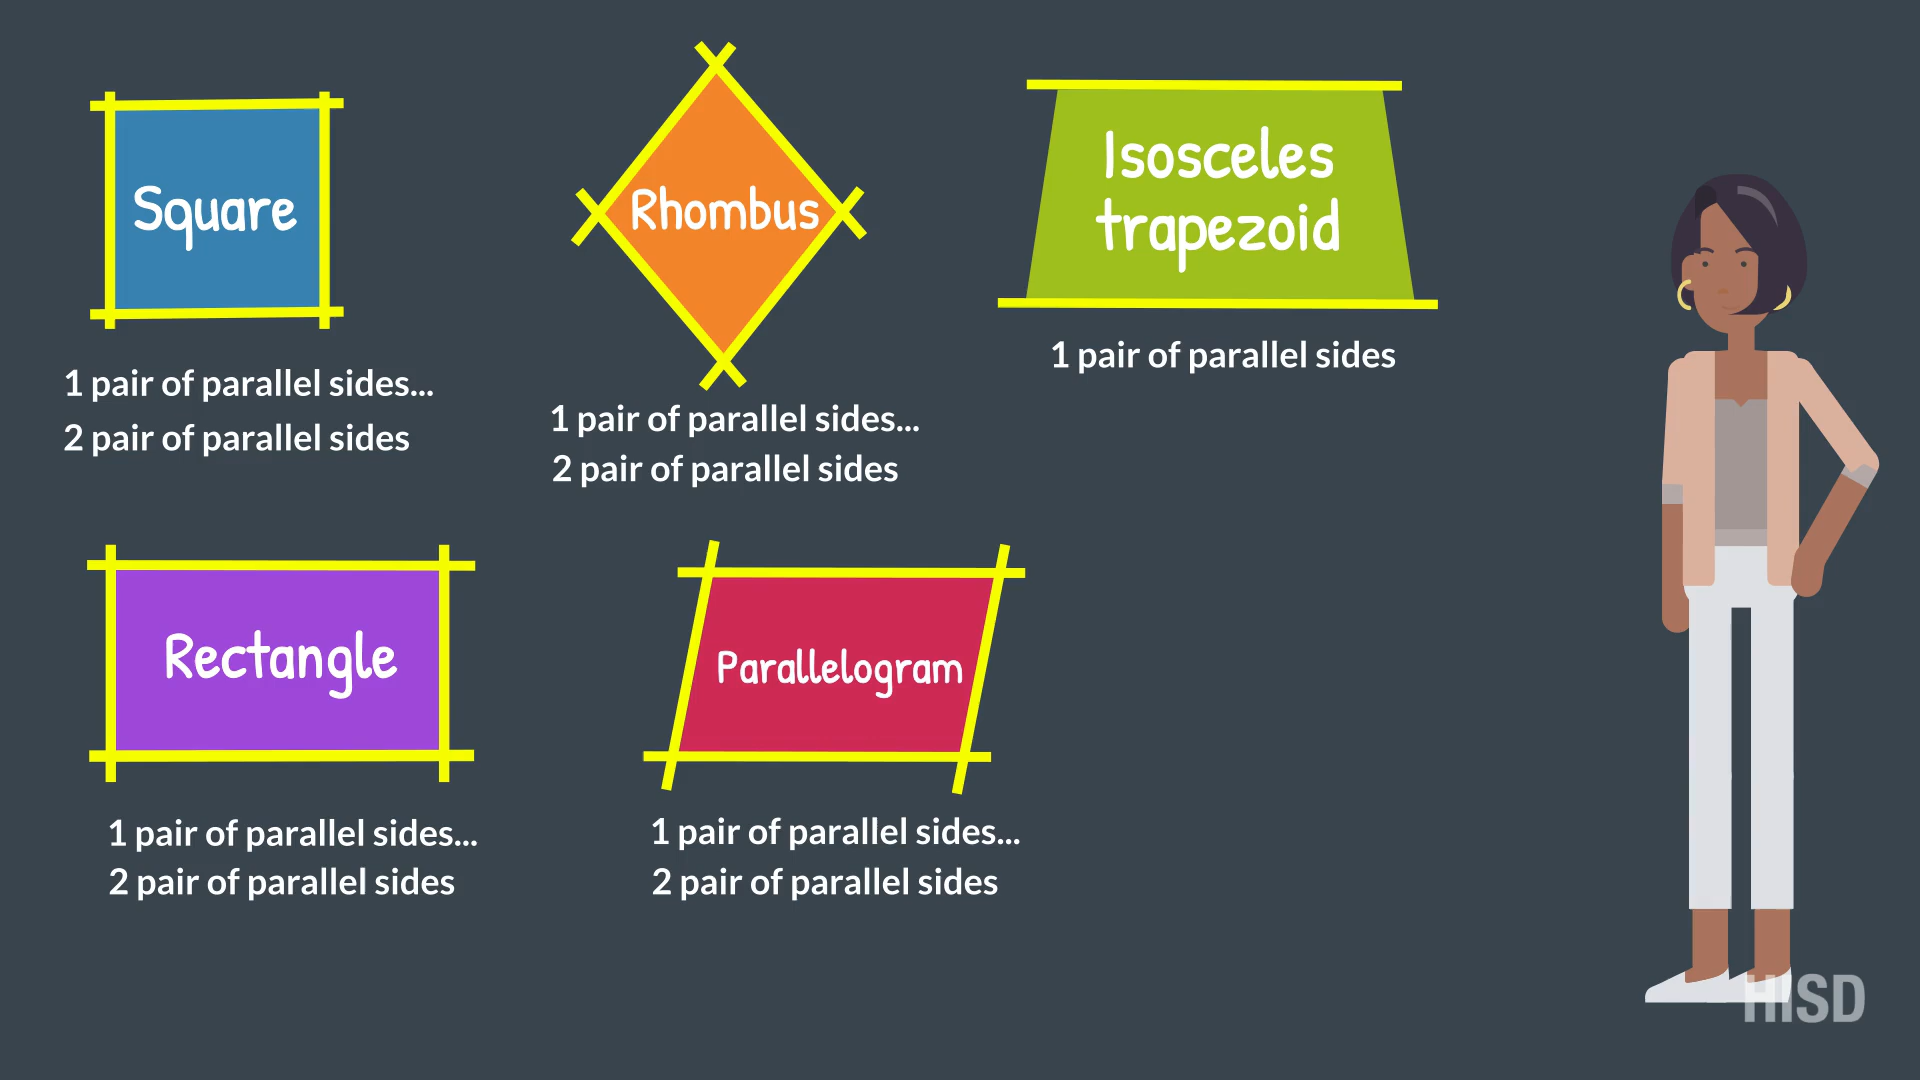 Square
1 pair of parallel sides...
2 pair of parallel sides
Rhombus
1 pair of parallel sides...
2 pair of parallel sides
Isosceles
trapezoid
1 pair of parallel sides
Rectangle
1 pair of parallel sides...
2 pair of parallel sides
Parallelogram
1 pair of parallel sides...
2 pair of parallel sides
HISD